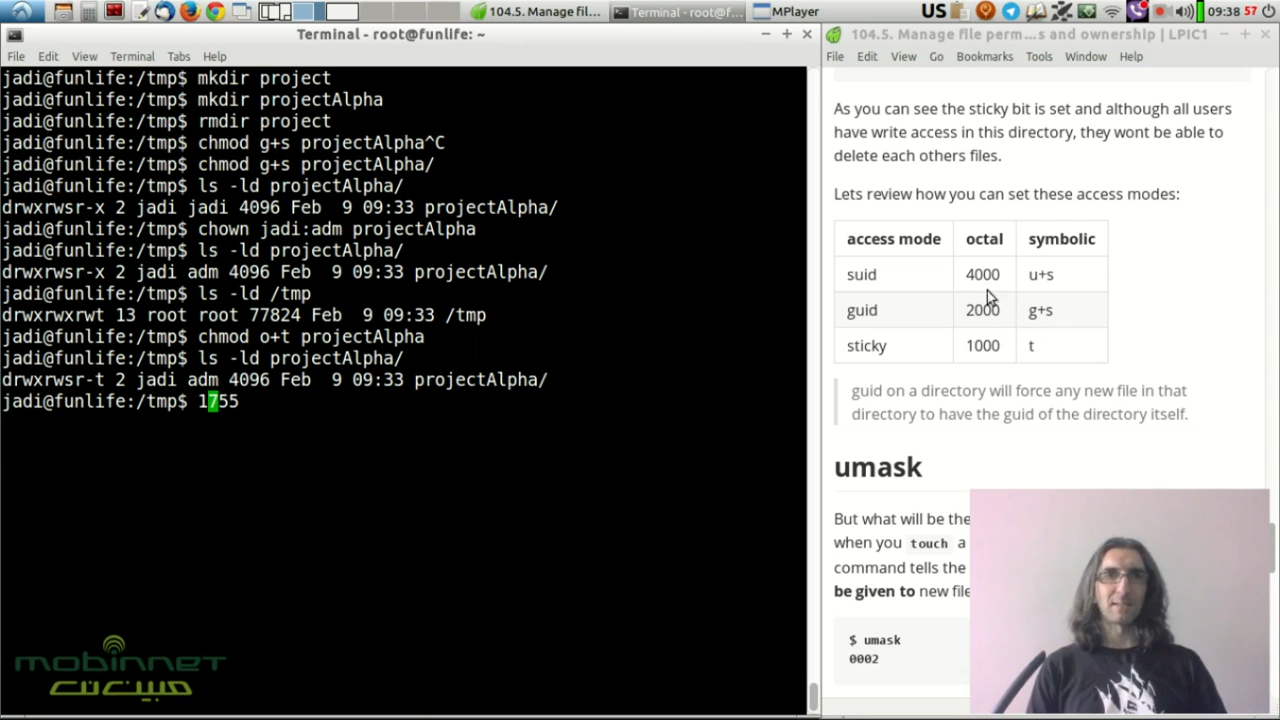 104.5. Manage fil...
Terminal - root@f...
MPlayer
US
09:38 57
Terminal - root@funlife: ~
File Edit View Terminal Tabs Help
jadi@funlife:/tmp$ mkdir project
jadi@funlife:/tmp$ mkdir projectAlpha
jadi@funlife:/tmp$ rmdir project
jadi@funlife:/tmp$ chmod g+s projectAlpha^C
jadi@funlife:/tmp$ chmod g+s projectAlpha/
jadi@funlife:/tmp$ ls -ld projectAlpha/
drwxrwsr-x 2 jadi jadi 4096 Feb  9 09:33 projectAlpha/
jadi@funlife:/tmp$ chown jadi:adm projectAlpha
jadi@funlife:/tmp$ ls -ld projectAlpha/
drwxrwsr-x 2 jadi adm 4096 Feb  9 09:33 projectAlpha/
jadi@funlife:/tmp$ ls -ld /tmp
drwxrwxrwt 13 root root 77824 Feb  9 09:33 /tmp
jadi@funlife:/tmp$ chmod o+t projectAlpha
jadi@funlife:/tmp$ ls -ld projectAlpha/
drwxrwsr-t 2 jadi adm 4096 Feb  9 09:33 projectAlpha/
jadi@funlife:/tmp$ 1755
mobinnet
مبین‌نت
104.5. Manage file perm...s and ownership | LPIC1
File Edit View Go Bookmarks Tools Window Help
As you can see the sticky bit is set and although all users
have write access in this directory, they wont be able to
delete each others files.
Lets review how you can set these access modes:
access mode octal symbolic
suid 4000 u+s
guid 2000 g+s
sticky 1000 t
guid on a directory will force any new file in that
directory to have the guid of the directory itself.
umask
But what will be the
when you touch a
command tells the
be given to new file
$ umask
0002